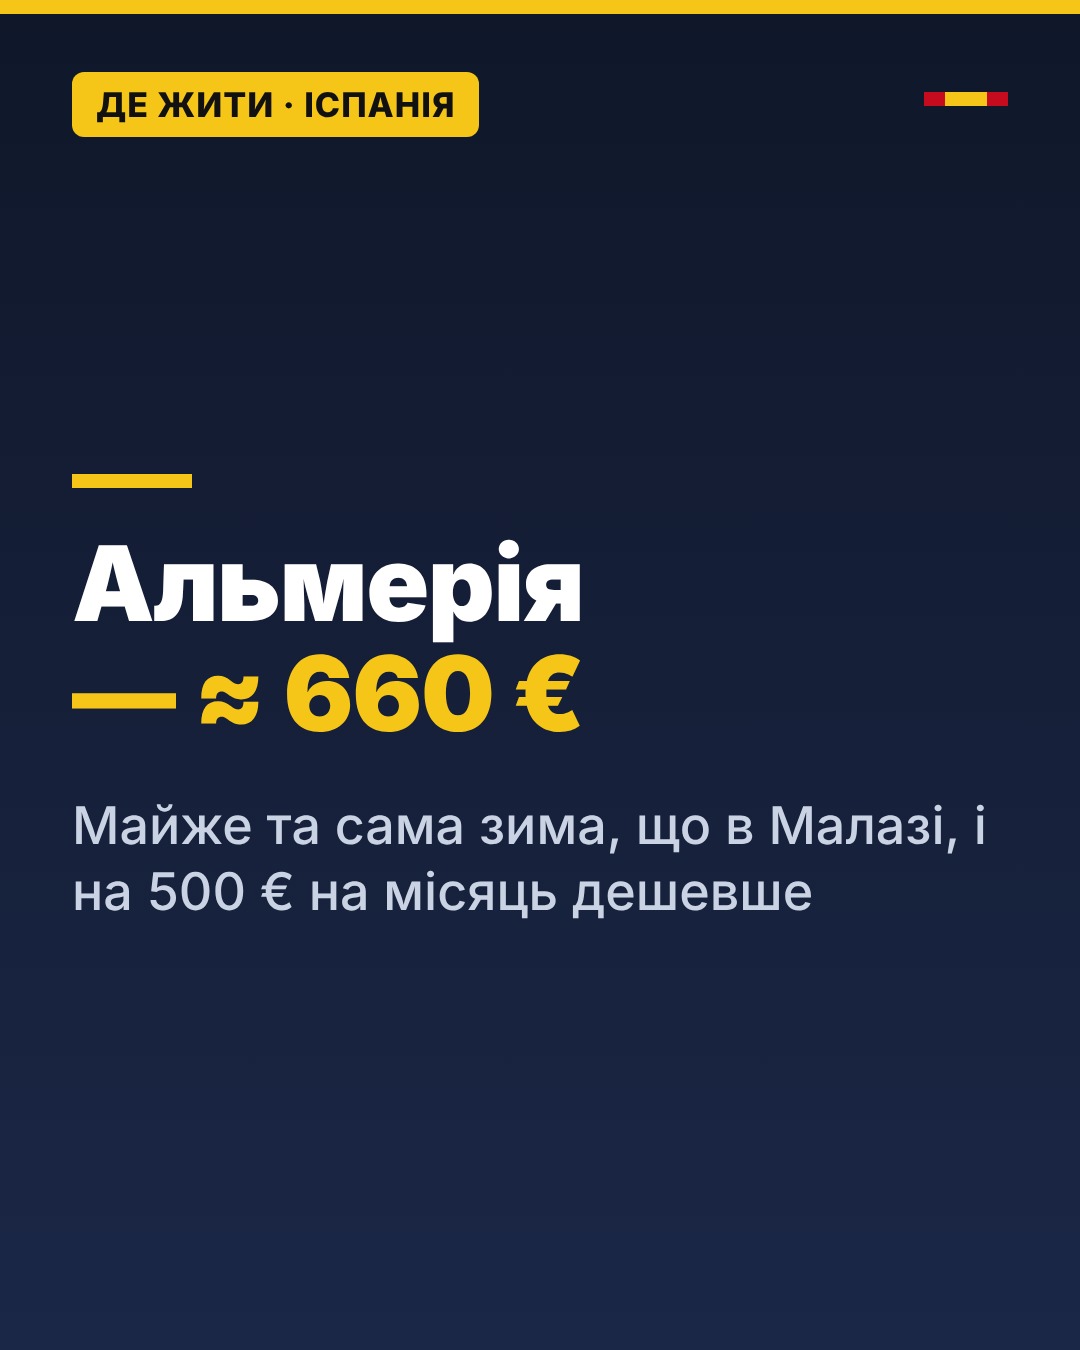 ДЕ ЖИТИ · ІСПАНІЯ
Альмерія
— ≈ 660 €
Майже та сама зима, що в Малазі, і
на 500 € на місяць дешевше